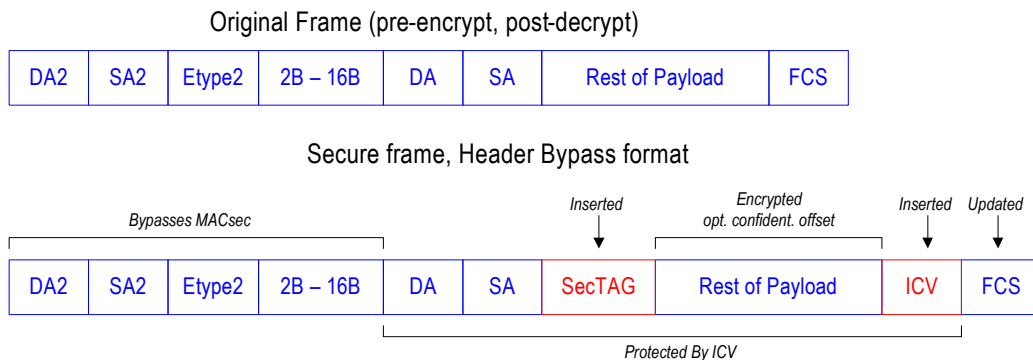 Original Frame (pre-encrypt, post-decrypt)
DA2 SA2 Etype2 2B – 16B DA SA Rest of Payload FCS
Secure frame, Header Bypass format
Bypasses MACsec
Inserted
Encrypted
opt. confident. offset
Inserted
Updated
DA2 SA2 Etype2 2B – 16B DA SA SecTAG Rest of Payload ICV FCS
Protected By ICV